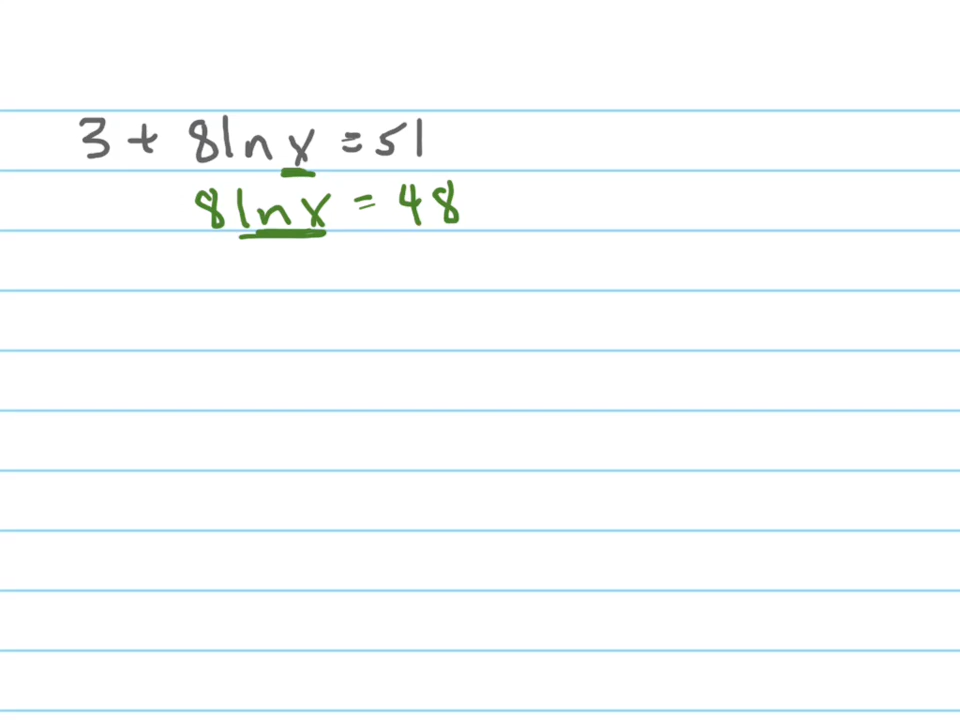 3 + 8ln x = 51
8ln x = 48